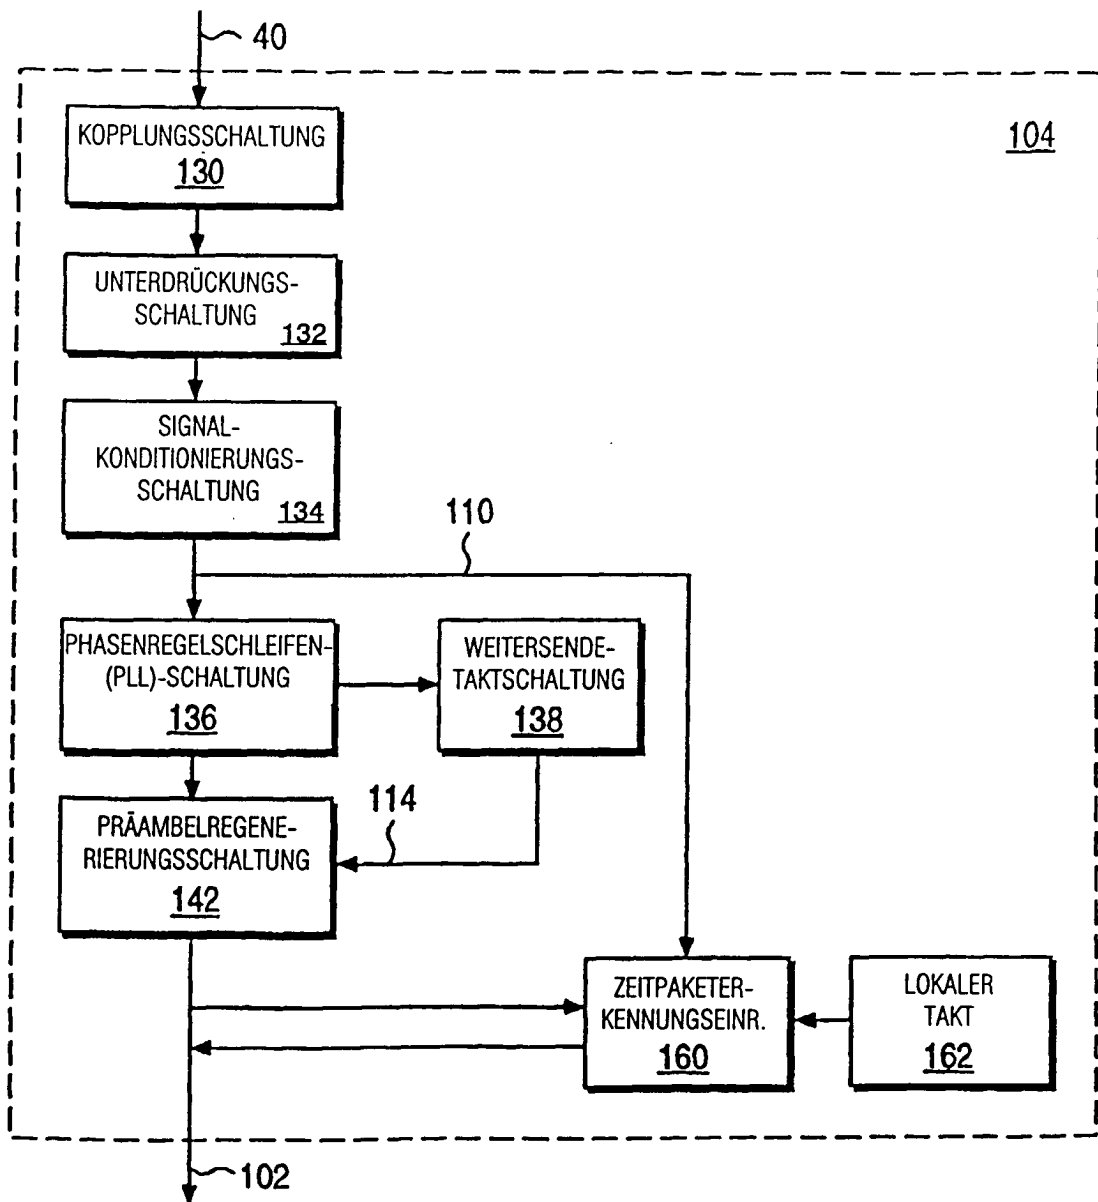 40
104
KOPPLUNGSSCHALTUNG
130
UNTERDRÜCKUNGS-
SCHALTUNG
132
SIGNAL-
KONDITIONIERUNGS-
SCHALTUNG
134
110
PHASENREGELSCHLEIFEN-
(PLL)-SCHALTUNG
136
WEITERSENDE-
TAKTSCHALTUNG
138
114
PRÄAMBELREGENE-
RIERUNGSSCHALTUNG
142
ZEITPAKETER-
KENNUNGSEINR.
160
LOKALER
TAKT
162
102